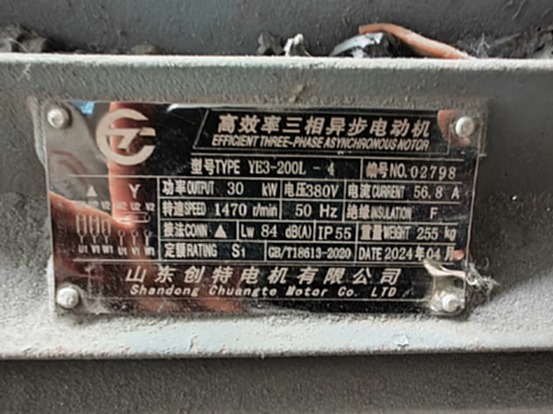 高效率三相异步电动机
EFFICIENT THREE-PHASE ASYNCHRONOUS MOTOR
型号TYPE YE3-200L - 4 编号NO.02798
功率OUTPUT 30 kW 电压380V 电流CURRENT 56.8 A
转速SPEED 1470 r/min 50 Hz 绝缘INSULATION F
接法CONN △ Lw 84 dB(A) IP55 重量WEIGHT 255 kg
定额RATING S1 GB/T18613-2020 DATE 2024年04月
△ Y
U1 V1 W1 U1 V1 W1
山东创特电机有限公司
Shandong Chuangte Motor Co. LTD